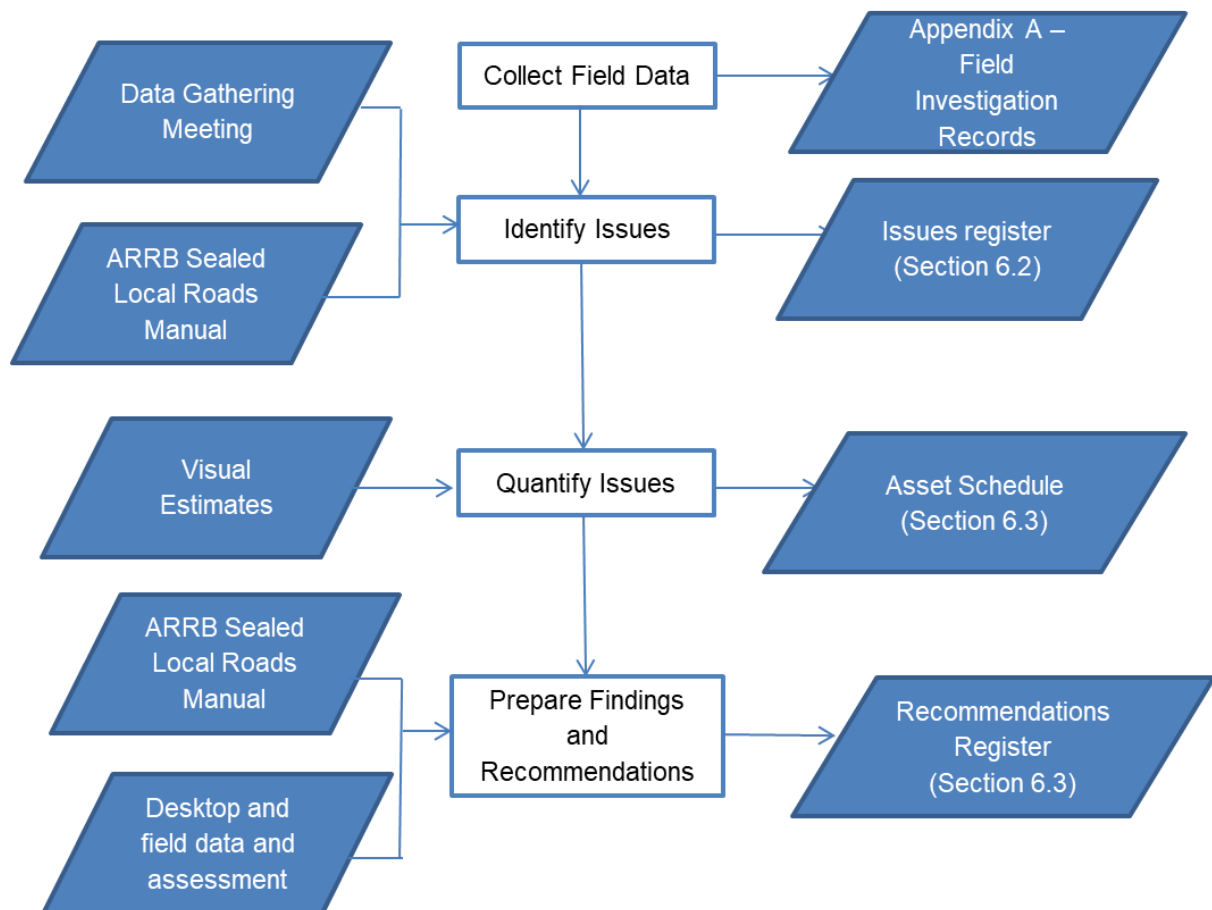 Data Gathering
Meeting
Collect Field Data
Appendix A –
Field
Investigation
Records
ARRB Sealed
Local Roads
Manual
Identify Issues
Issues register
(Section 6.2)
Visual
Estimates
Quantify Issues
Asset Schedule
(Section 6.3)
ARRB Sealed
Local Roads
Manual
Prepare Findings
and
Recommendations
Recommendations
Register
(Section 6.3)
Desktop and
field data and
assessment